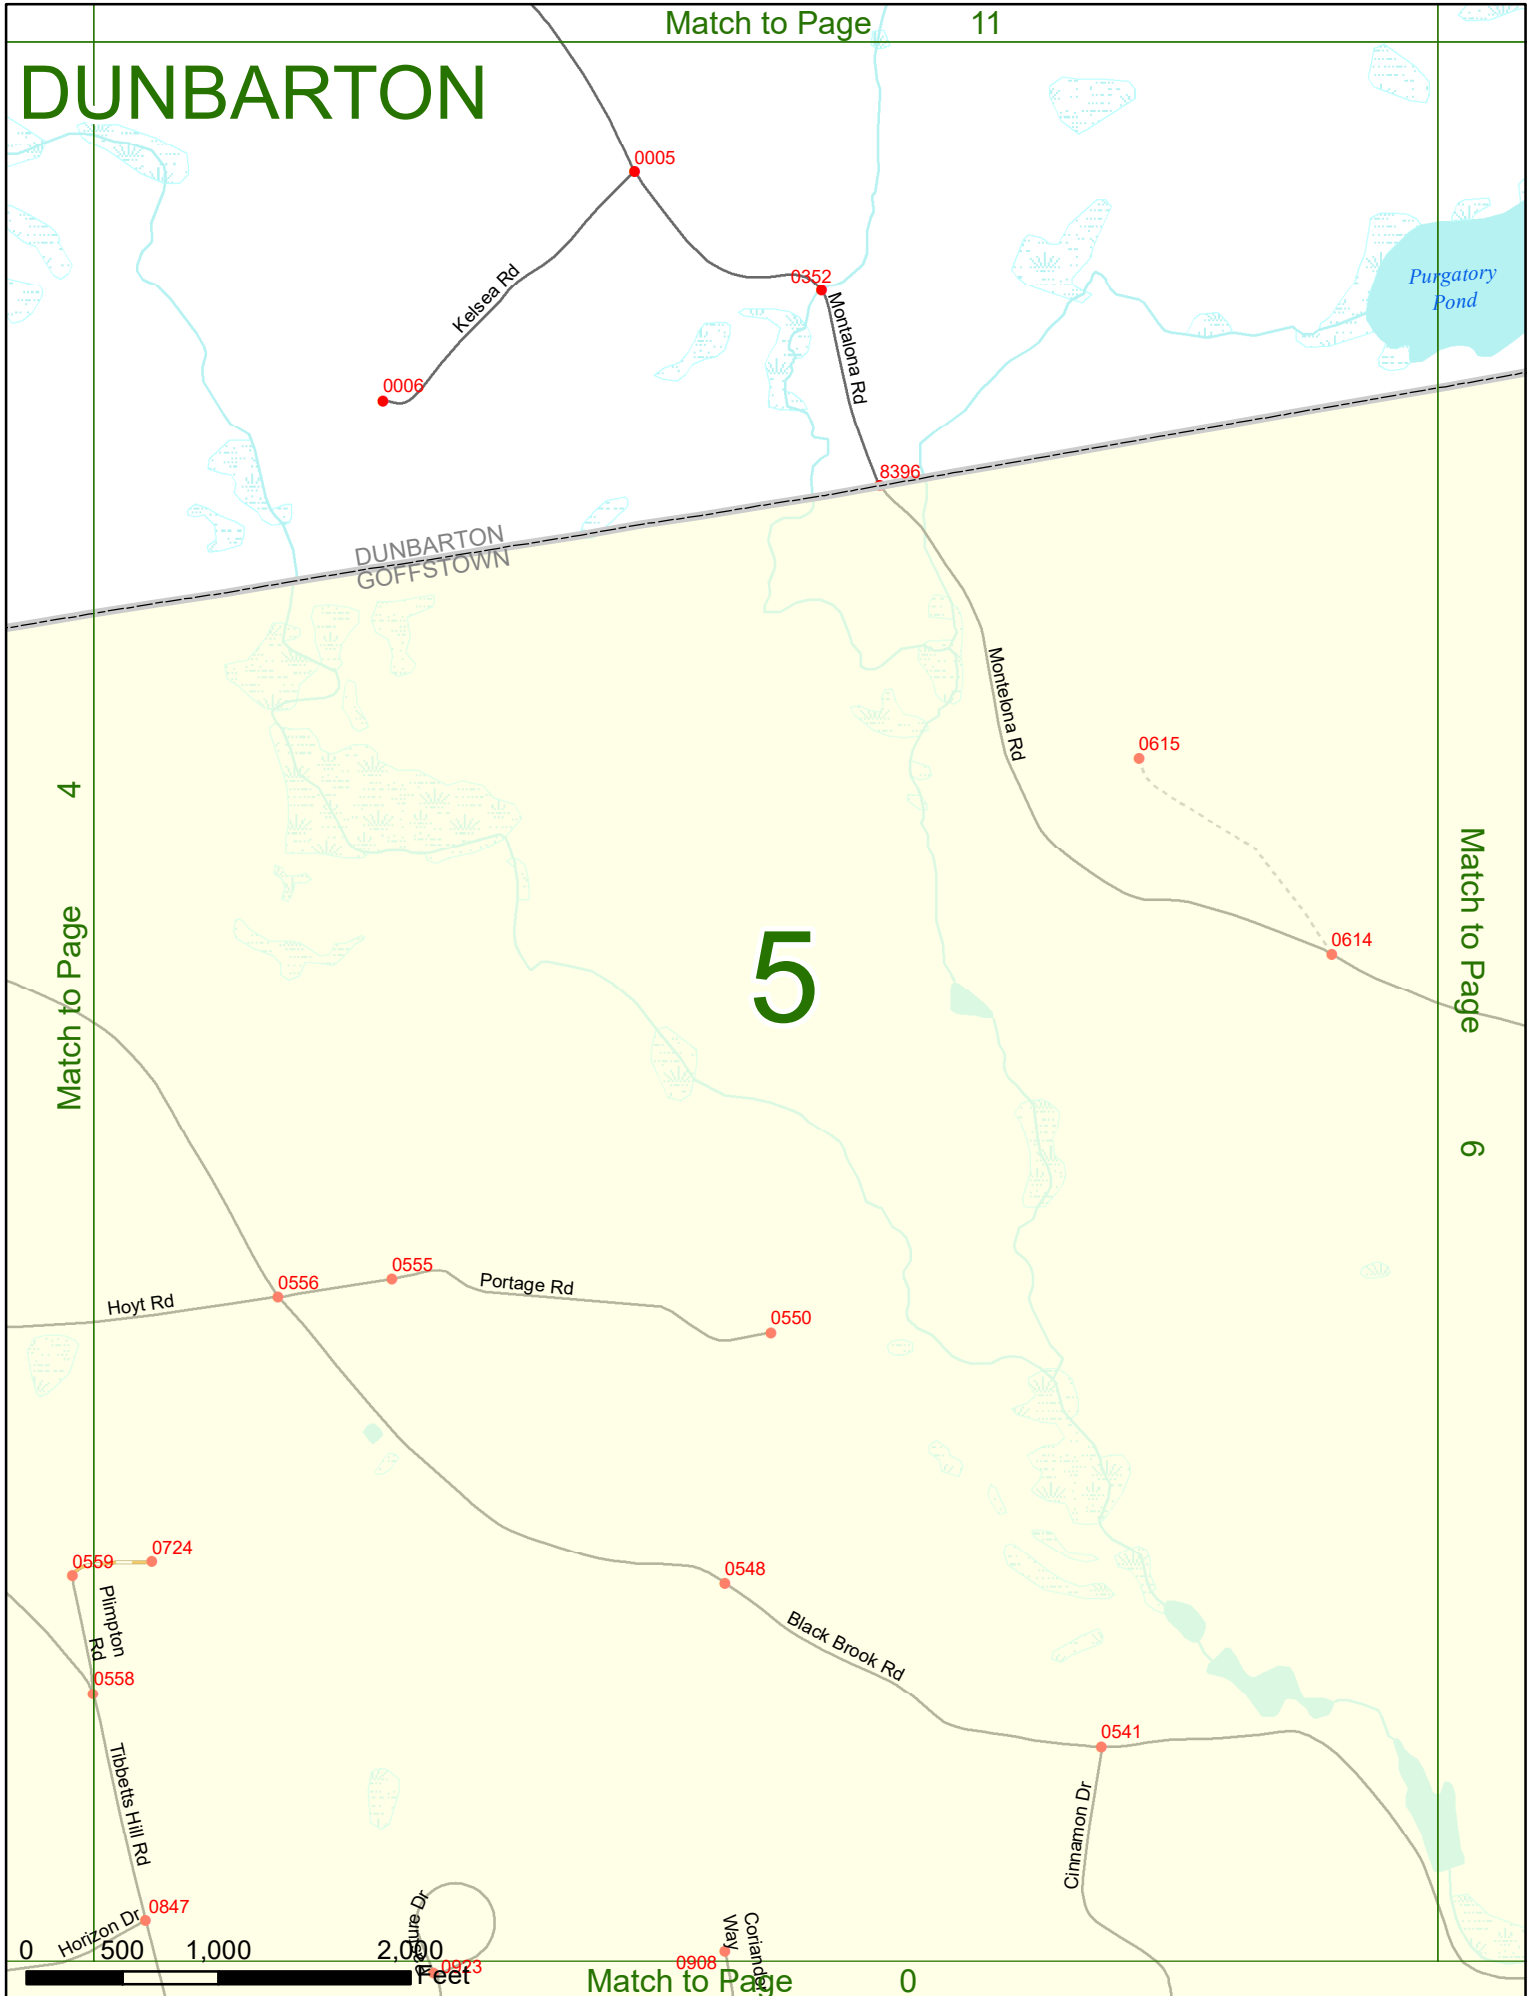 Match to Page 11
DUNBARTON
0005
Kelsea Rd
0352
Montalona Rd
Purgatory
Pond
0006
8396
DUNBARTON
GOFFSTOWN
Montelona Rd
0615
4
Match to Page
5
0614
Match to Page
6
0555
0556
Portage Rd
Hoyt Rd
0550
0724
0559
0548
Plimpton
Rd
Black Brook Rd
0558
0541
Tibbetts Hill Rd
Cinnamon Dr
0847
Horizon Dr
Coriander
Way
0908
0923
0 500 1,000 2,000
Feet
Match to Page 0